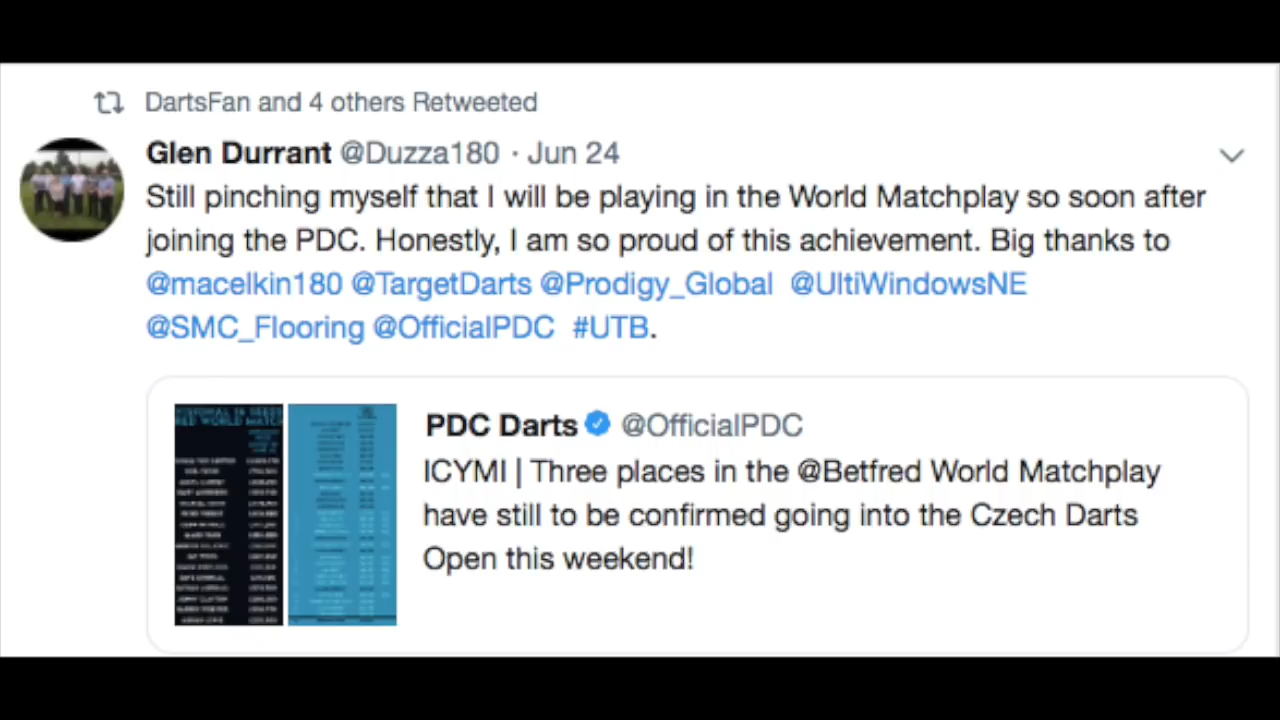 DartsFan and 4 others Retweeted
Glen Durrant @Duzza180 · Jun 24
Still pinching myself that I will be playing in the World Matchplay so soon after
joining the PDC. Honestly, I am so proud of this achievement. Big thanks to
@macelkin180 @TargetDarts @Prodigy_Global @UltiWindowsNE
@SMC_Flooring @OfficialPDC #UTB.
PDC Darts @OfficialPDC
ICYMI | Three places in the @Betfred World Matchplay
have still to be confirmed going into the Czech Darts
Open this weekend!